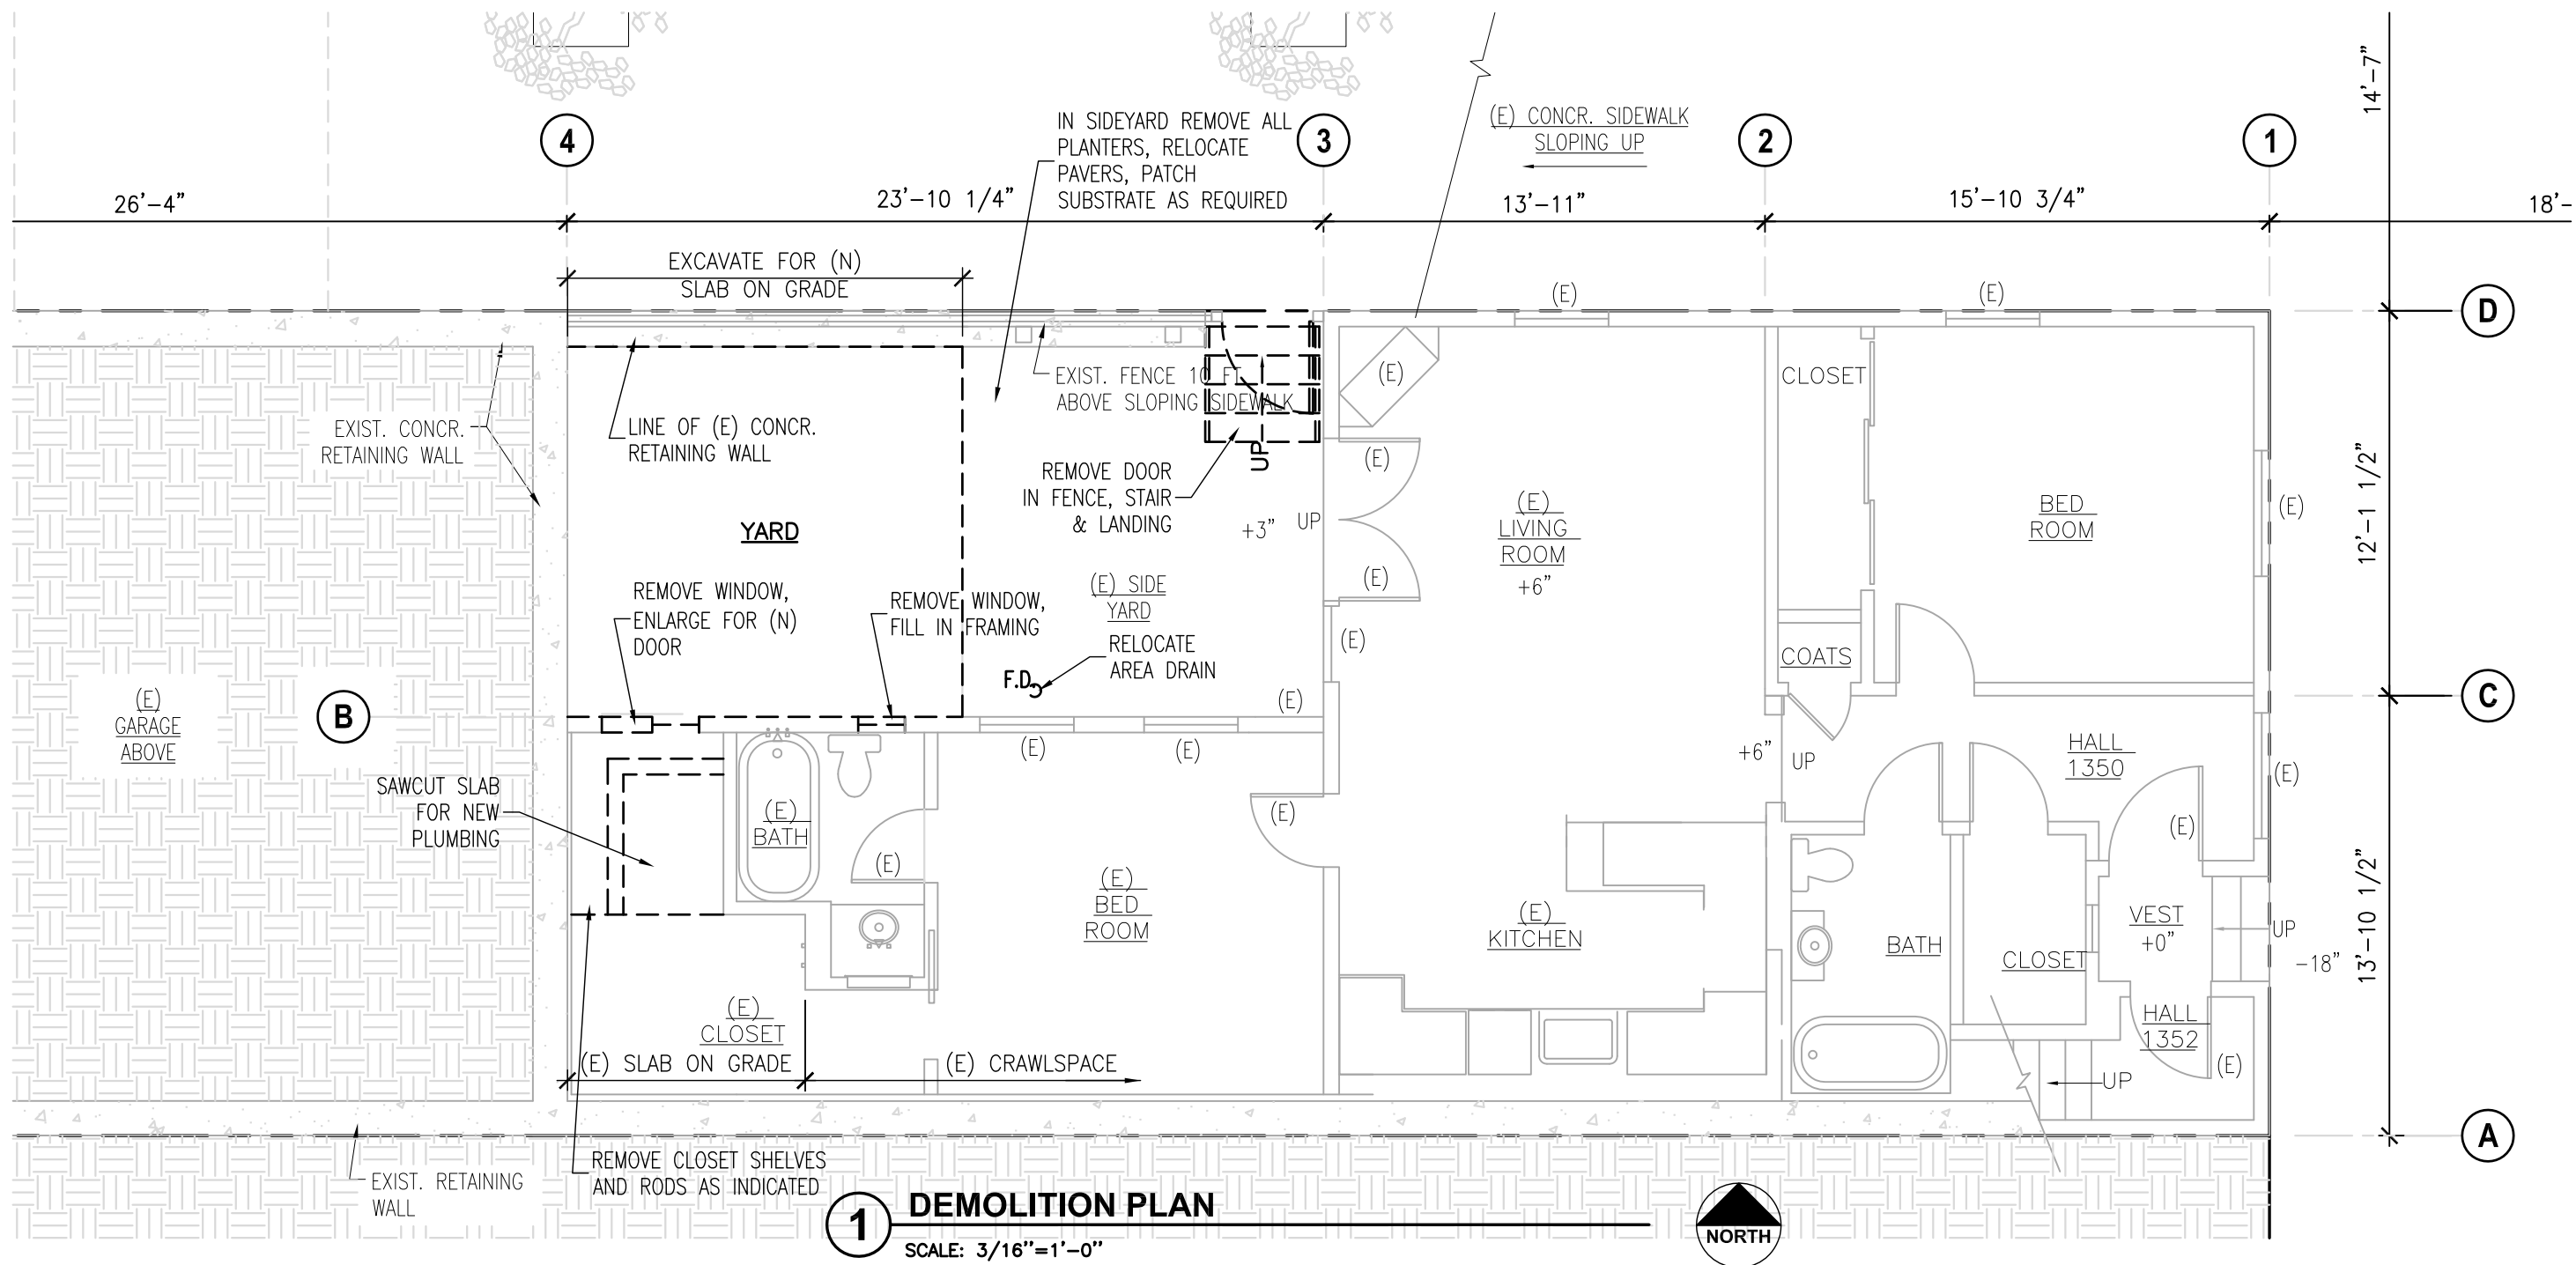 14'-7"
4
IN SIDEYARD REMOVE ALL
PLANTERS, RELOCATE
PAVERS, PATCH
SUBSTRATE AS REQUIRED
3
(E) CONCR. SIDEWALK
SLOPING UP
2
1
26'-4"
23'-10 1/4"
13'-11"
15'-10 3/4"
18'-
EXCAVATE FOR (N)
SLAB ON GRADE
(E)
(E)
D
EXIST. FENCE 10 FT.
ABOVE SLOPING SIDEWALK
(E)
CLOSET
EXIST. CONCR.
RETAINING WALL
LINE OF (E) CONCR.
RETAINING WALL
UP
(E)
REMOVE DOOR
IN FENCE, STAIR
& LANDING
+3"
UP
(E)
LIVING
ROOM
+6"
BED
ROOM
(E)
12'-1 1/2"
YARD
(E)
REMOVE WINDOW,
ENLARGE FOR (N)
DOOR
REMOVE WINDOW,
FILL IN FRAMING
(E) SIDE
YARD
RELOCATE
AREA DRAIN
F.D.
(E)
COATS
(E)
GARAGE
ABOVE
B
(E)
C
(E)
(E)
+6"
UP
HALL
1350
(E)
SAWCUT SLAB
FOR NEW
PLUMBING
(E)
BATH
(E)
(E)
(E)
(E)
BED
ROOM
(E)
KITCHEN
BATH
CLOSET
VEST
+0"
UP
-18"
13'-10 1/2"
(E)
CLOSET
HALL
1352
(E)
(E) SLAB ON GRADE
(E) CRAWLSPACE
UP
A
EXIST. RETAINING
WALL
REMOVE CLOSET SHELVES
AND RODS AS INDICATED
1
DEMOLITION PLAN
SCALE: 3/16"=1'-0"
NORTH